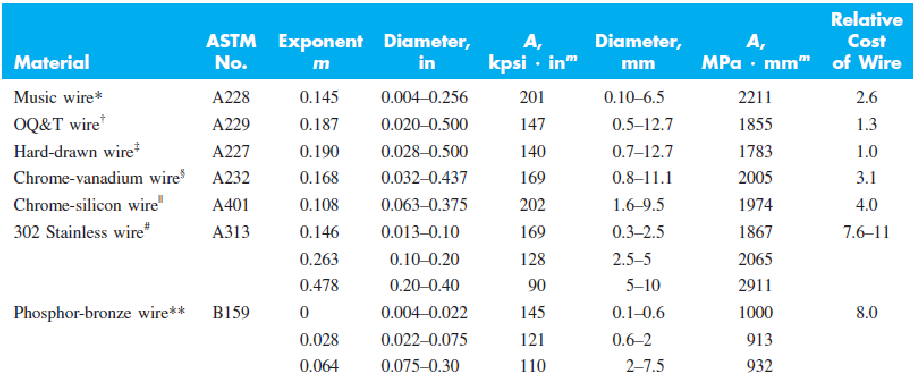 Relative
ASTM Exponent Diameter, A, Diameter, A, Cost
Material No. m in kpsi · inᵐ mm MPa · mmᵐ of Wire
Music wire* A228 0.145 0.004–0.256 201 0.10–6.5 2211 2.6
OQ&T wire† A229 0.187 0.020–0.500 147 0.5–12.7 1855 1.3
Hard-drawn wire‡ A227 0.190 0.028–0.500 140 0.7–12.7 1783 1.0
Chrome-vanadium wire§ A232 0.168 0.032–0.437 169 0.8–11.1 2005 3.1
Chrome-silicon wire‖ A401 0.108 0.063–0.375 202 1.6–9.5 1974 4.0
302 Stainless wire# A313 0.146 0.013–0.10 169 0.3–2.5 1867 7.6–11
0.263 0.10–0.20 128 2.5–5 2065
0.478 0.20–0.40 90 5–10 2911
Phosphor-bronze wire** B159 0 0.004–0.022 145 0.1–0.6 1000 8.0
0.028 0.022–0.075 121 0.6–2 913
0.064 0.075–0.30 110 2–7.5 932